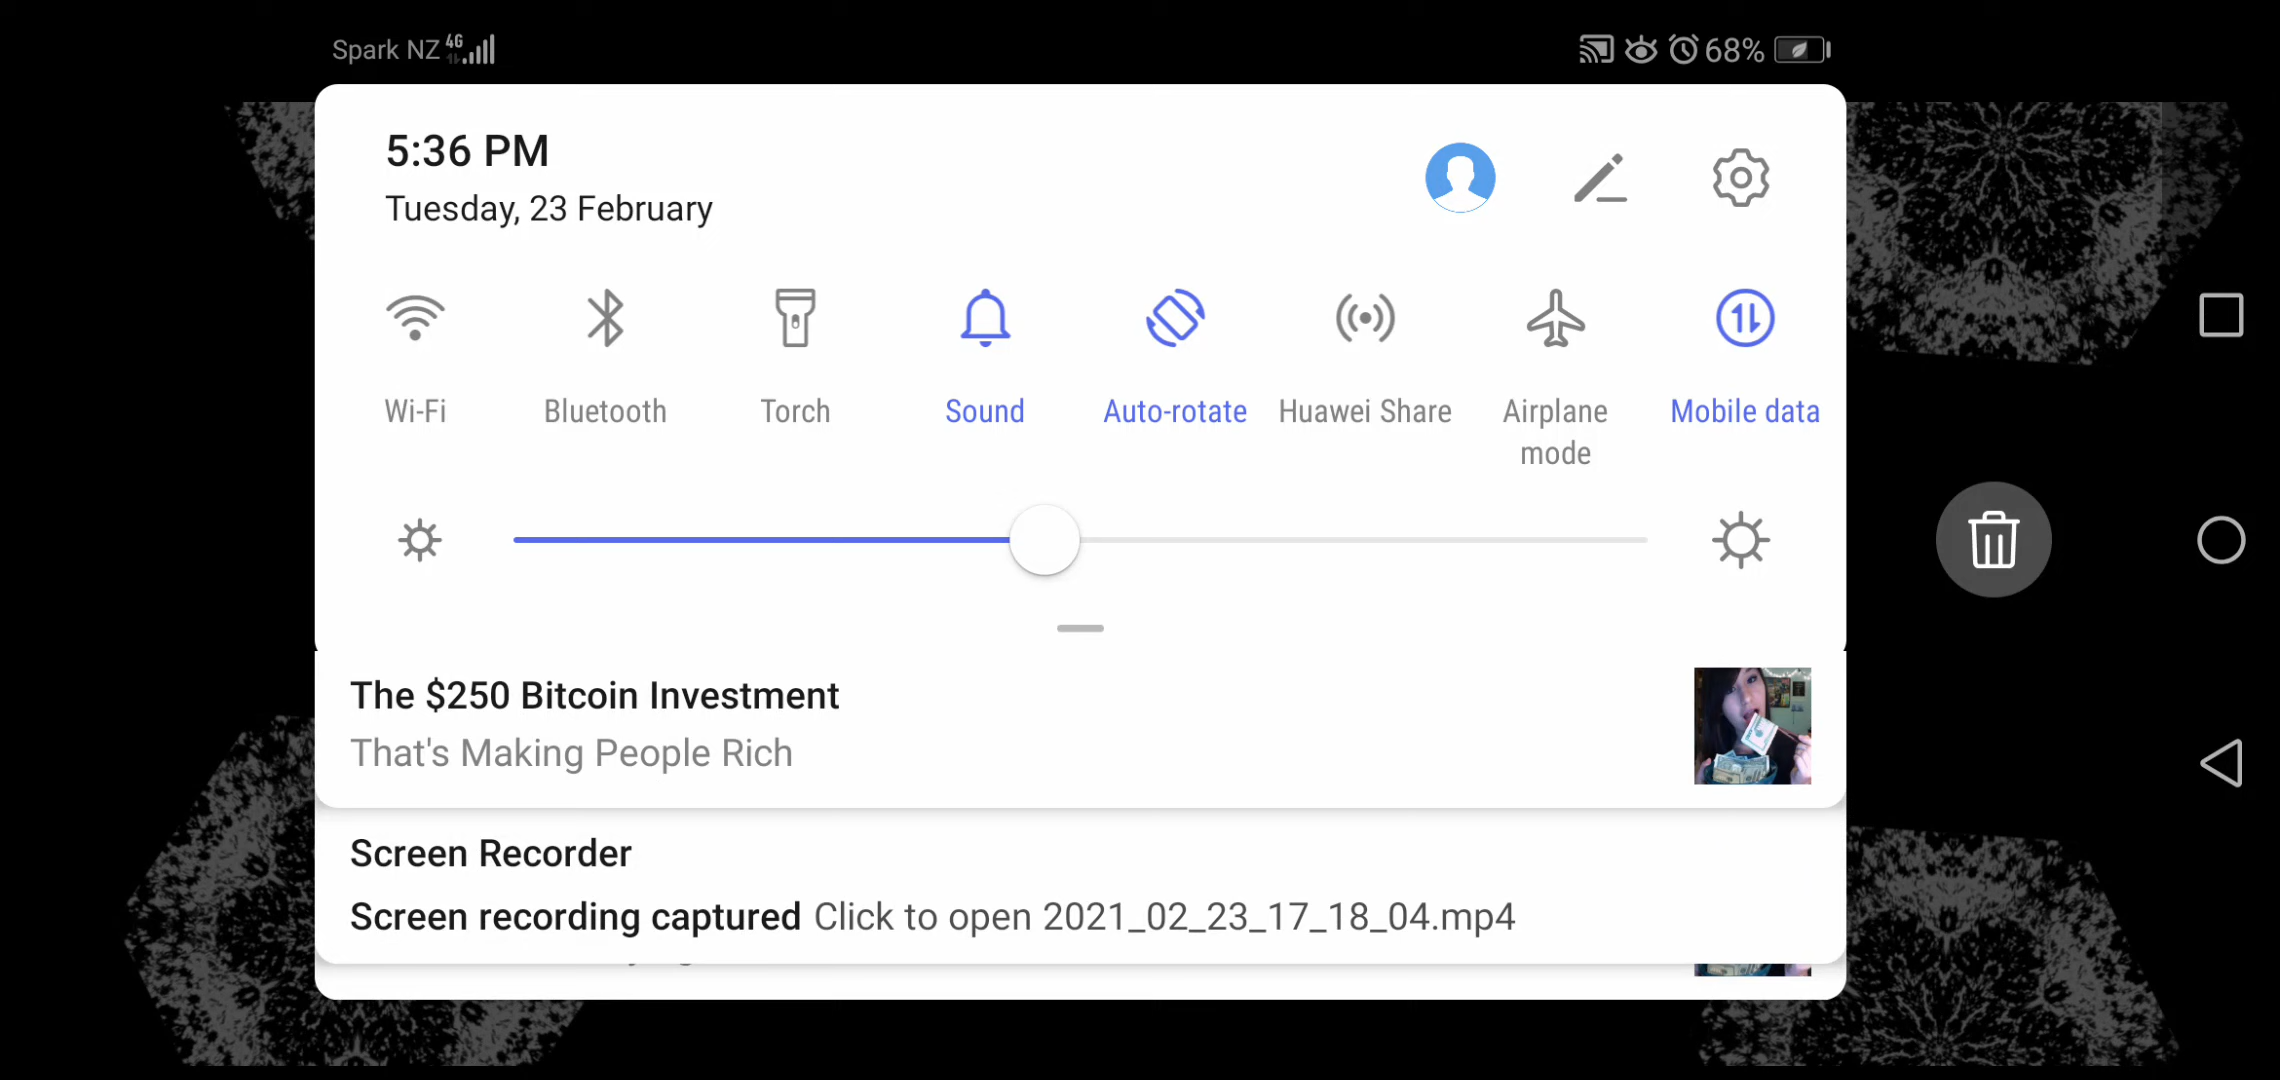 Spark NZ 4G 68%
5:36 PM
Tuesday, 23 February
Wi-Fi Bluetooth Torch Sound Auto-rotate Huawei Share Airplane mode Mobile data
The $250 Bitcoin Investment
That's Making People Rich
Screen Recorder
Screen recording captured Click to open 2021_02_23_17_18_04.mp4